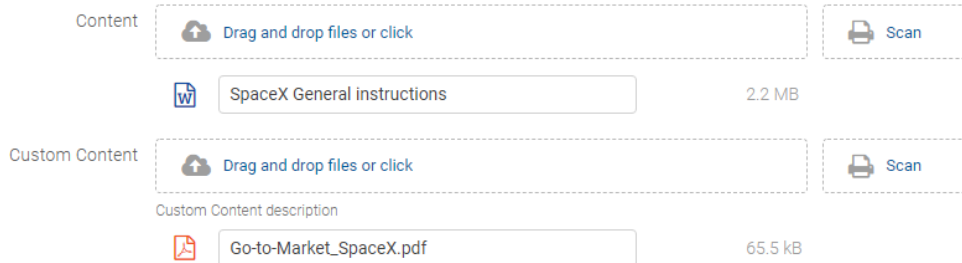 Content Drag and drop files or click Scan
W SpaceX General instructions 2.2 MB
Custom Content Drag and drop files or click Scan
Custom Content description
Go-to-Market_SpaceX.pdf 65.5 kB